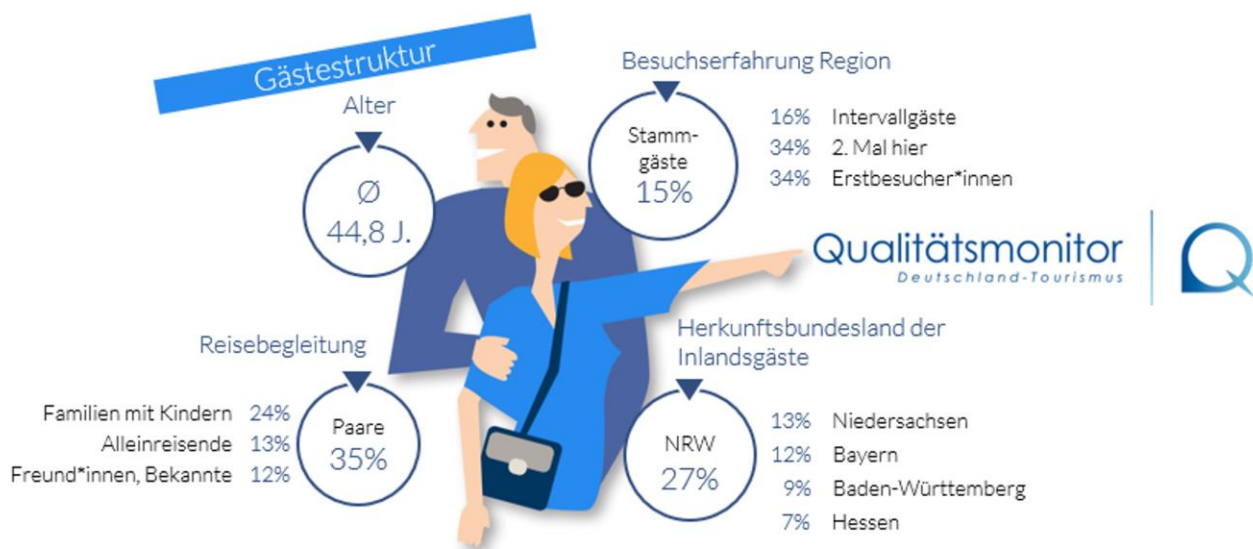 Gästestruktur
Alter
Ø
44,8 J.
Besuchserfahrung Region
Stamm-
gäste
15%
16% Intervallgäste
34% 2. Mal hier
34% Erstbesucher*innen
Qualitätsmonitor
Deutschland-Tourismus
Reisebegleitung
Paare
35%
Familien mit Kindern 24%
Alleinreisende 13%
Freund*innen, Bekannte 12%
Herkunftsbundesland der
Inlandsgäste
NRW
27%
13% Niedersachsen
12% Bayern
9% Baden-Württemberg
7% Hessen